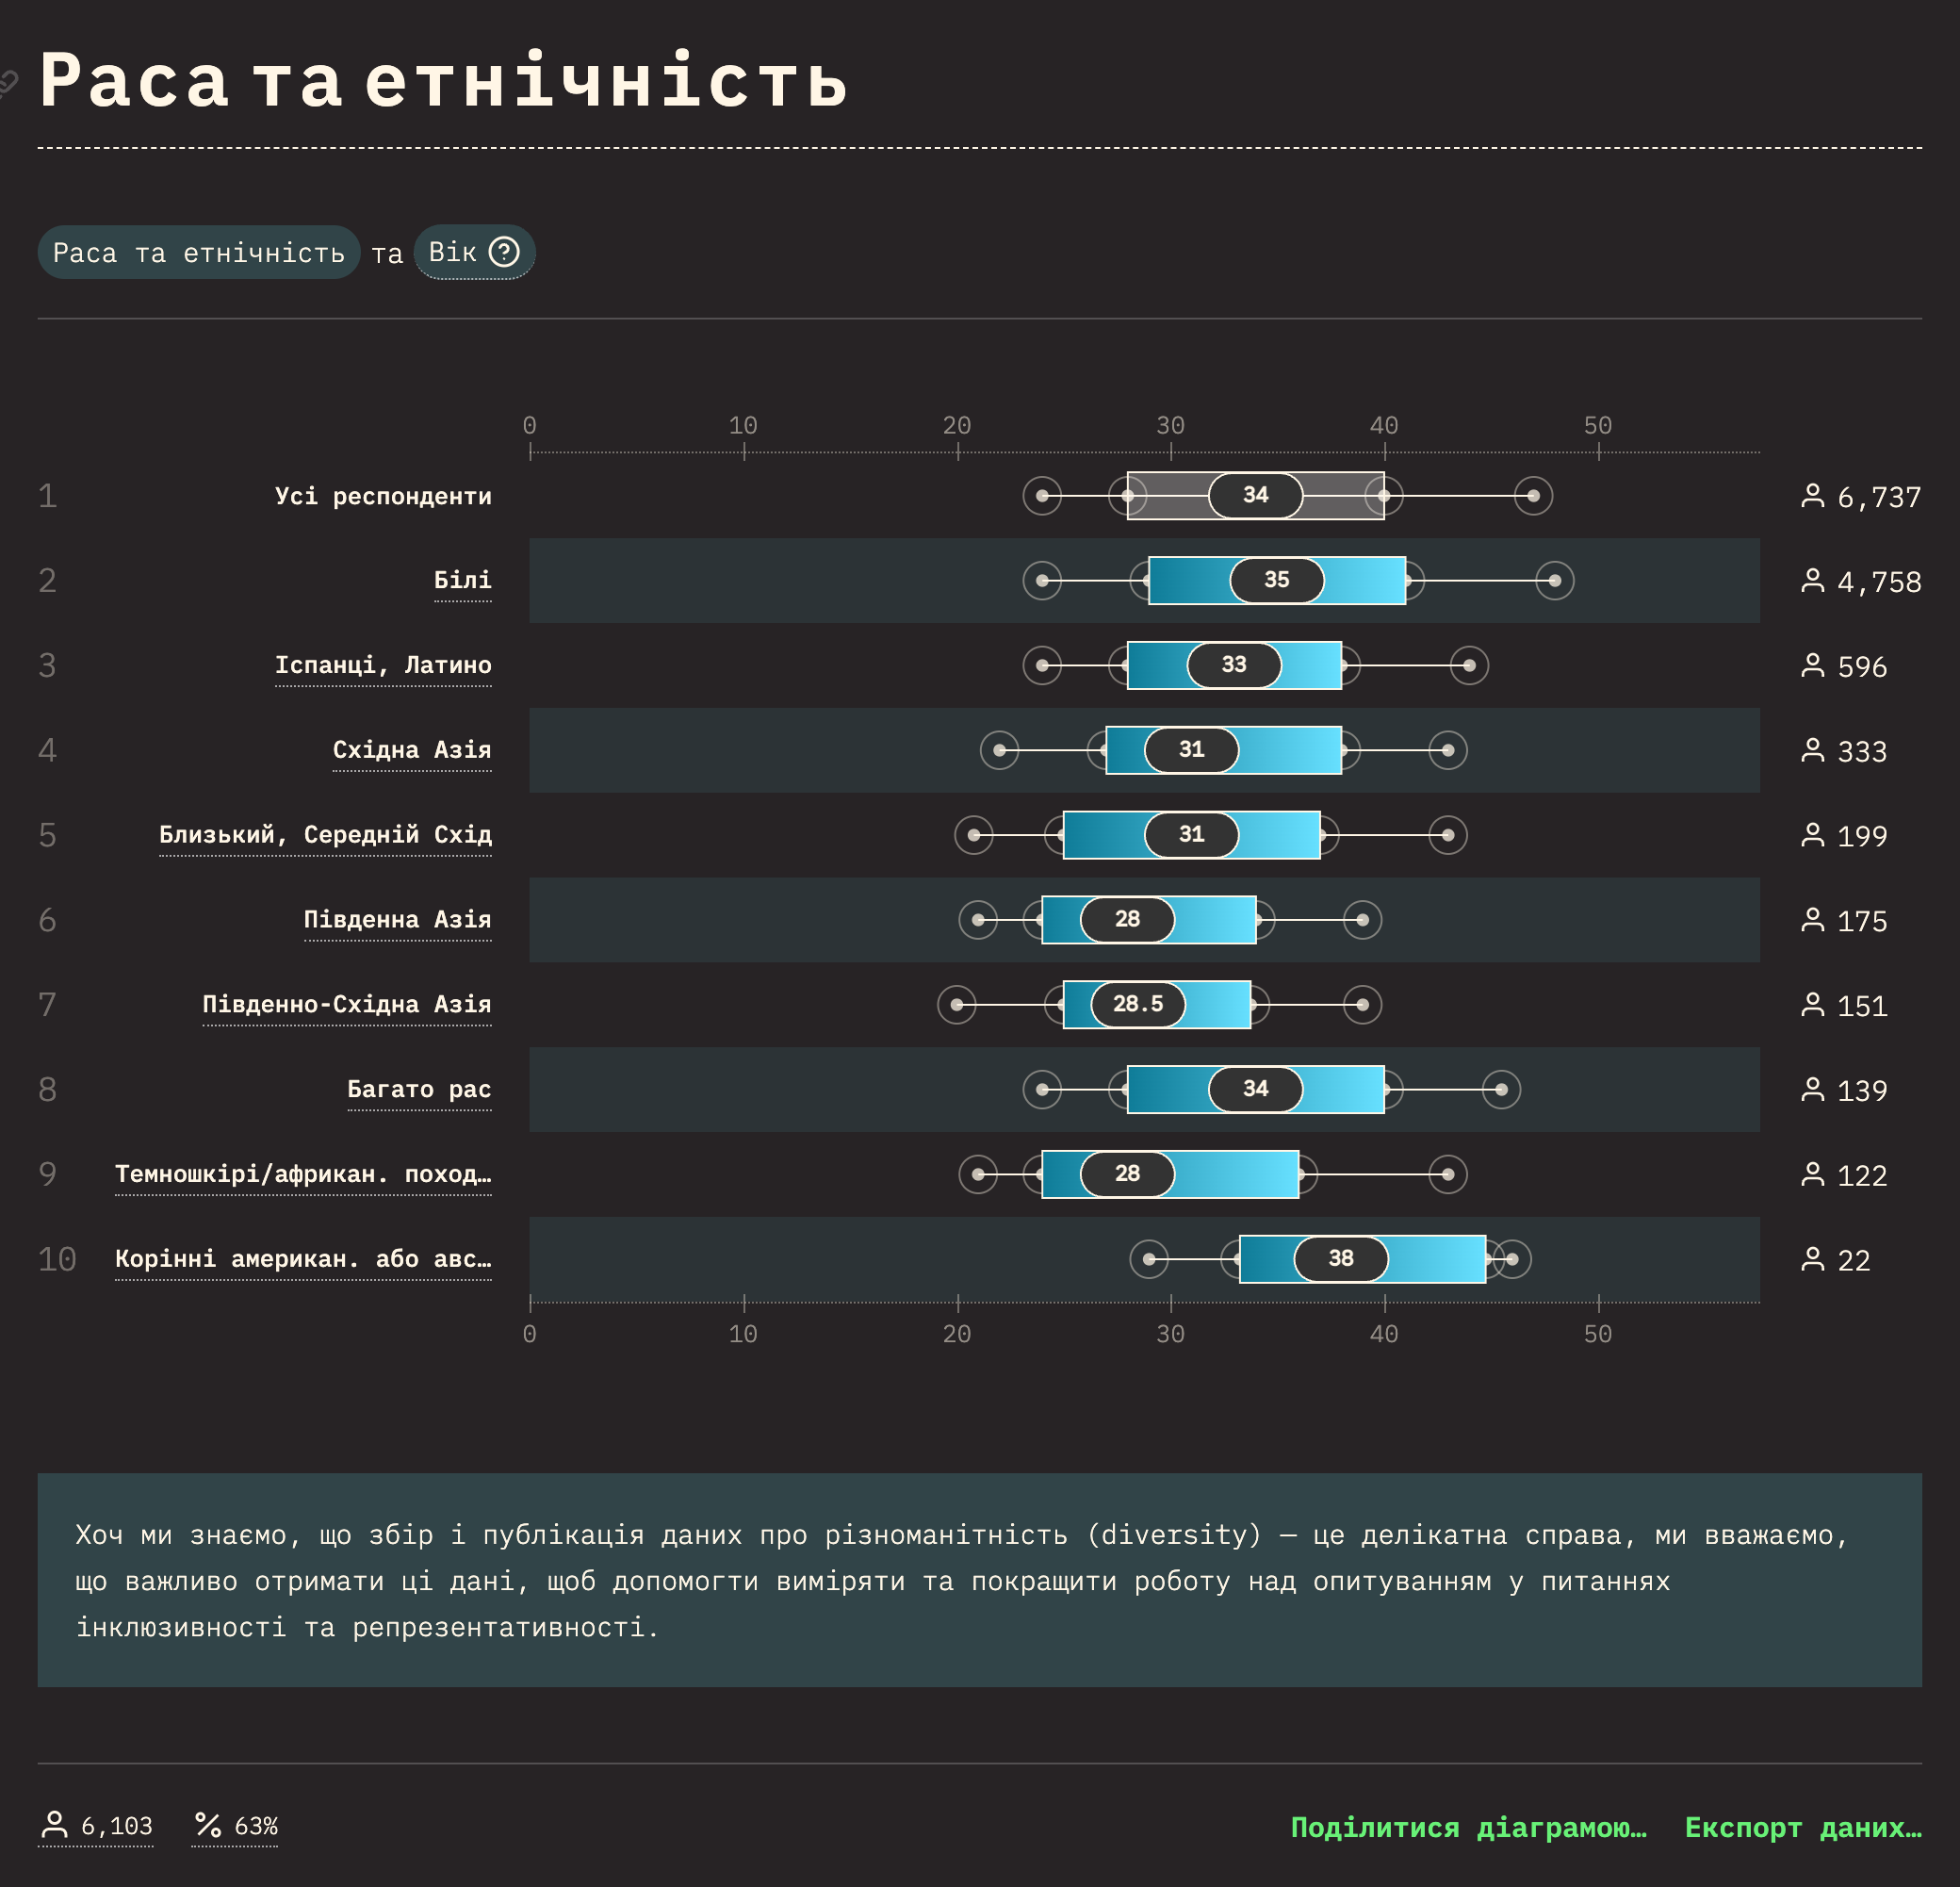 Раса та етнічність
Раса та етнічність та Вік
0 10 20 30 40 50
1 Усі респонденти 34 6,737
2 Білі 35 4,758
3 Іспанці, Латино 33 596
4 Східна Азія 31 333
5 Близький, Середній Схід 31 199
6 Південна Азія 28 175
7 Південно-Східна Азія 28.5 151
8 Багато рас 34 139
9 Темношкірі/африкан. поход… 28 122
10 Корінні американ. або авс… 38 22
0 10 20 30 40 50
Хоч ми знаємо, що збір і публікація даних про різноманітність (diversity) — це делікатна справа, ми вважаємо,
що важливо отримати ці дані, щоб допомогти виміряти та покращити роботу над опитуванням у питаннях
інклюзивності та репрезентативності.
6,103 63% Поділитися діаграмою… Експорт даних…